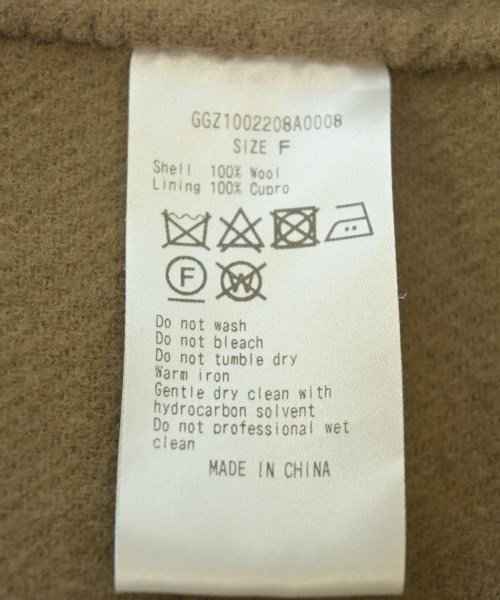 GGZ1002208A0008
SIZE F
Shell 100% Wool
Lining 100% Cupro
F W
Do not wash
Do not bleach
Do not tumble dry
Warm iron
Gentle dry clean with
hydrocarbon solvent
Do not professional wet
clean
MADE IN CHINA